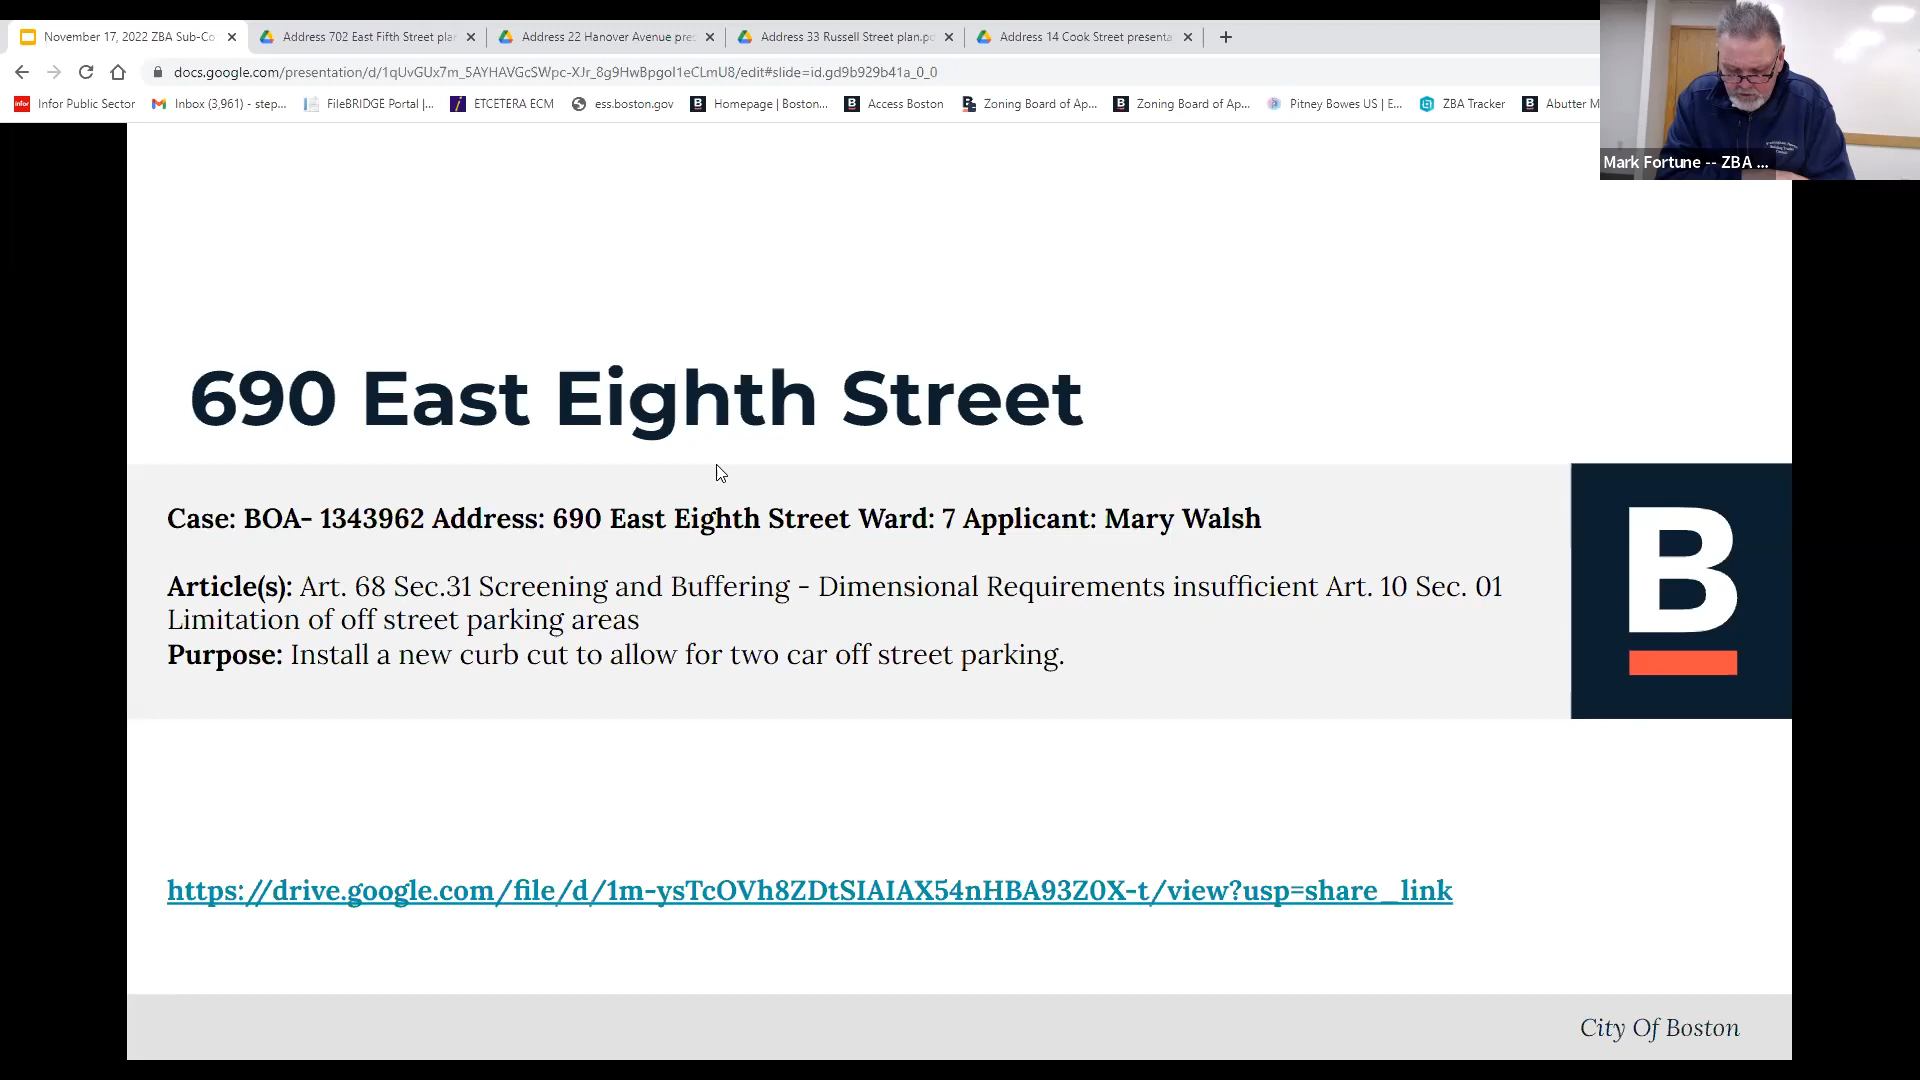 November 17, 2022 ZBA Sub-Co
Address 702 East Fifth Street plan
Address 22 Hanover Avenue pre
Address 33 Russell Street plan.pd
Address 14 Cook Street presenta
docs.google.com/presentation/d/1qUvGUx7m_5AYHAVGcSWpc-XJr_8g9HwBpgoI1eCLmU8/edit#slide=id.gd9b929b41a_0_0
infor Infor Public Sector
Inbox (3,961) - step...
FileBRIDGE Portal |...
ETCETERA ECM
ess.boston.gov
B Homepage | Boston...
B Access Boston
Zoning Board of Ap...
B Zoning Board of Ap...
Pitney Bowes US | E...
ZBA Tracker
B Abutter M
Mark Fortune -- ZBA ...
690 East Eighth Street
Case: BOA- 1343962 Address: 690 East Eighth Street Ward: 7 Applicant: Mary Walsh
Article(s): Art. 68 Sec.31 Screening and Buffering - Dimensional Requirements insufficient Art. 10 Sec. 01
Limitation of off street parking areas
Purpose: Install a new curb cut to allow for two car off street parking.
B
https://drive.google.com/file/d/1m-ysTcOVh8ZDtSIAIAX54nHBA93Z0X-t/view?usp=share_link
City Of Boston